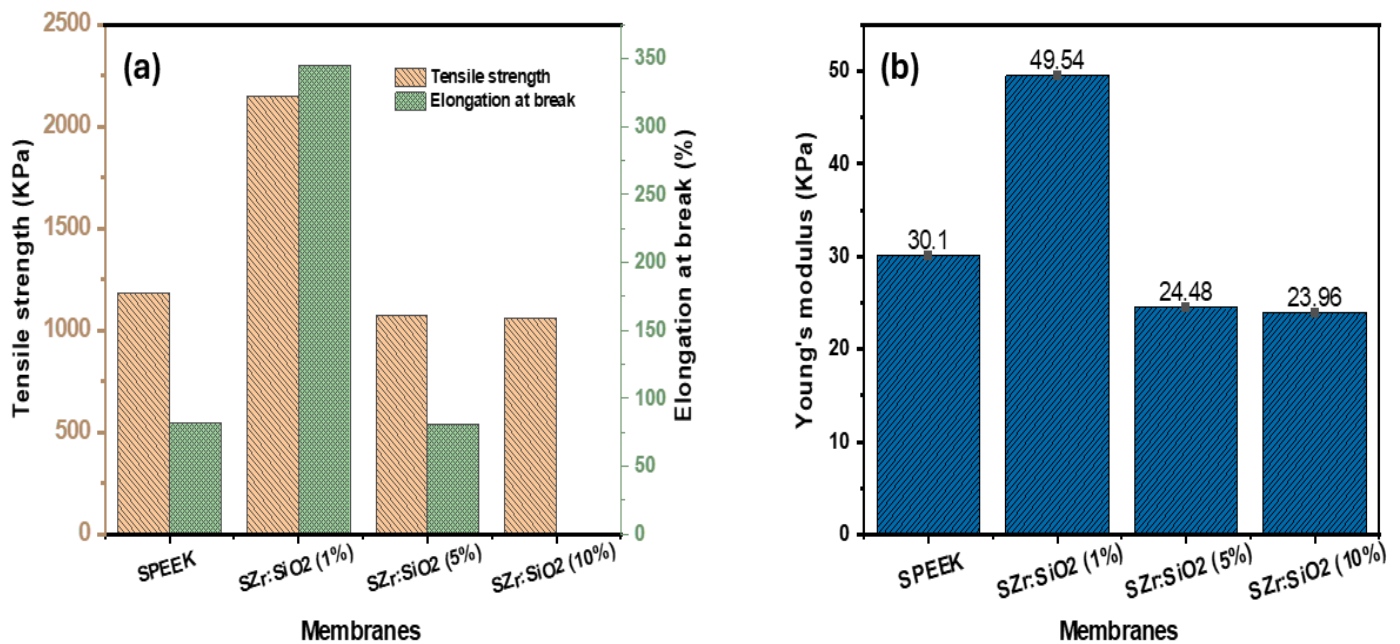 (a)
Tensile strength
Elongation at break
Tensile strength (KPa)
2500
2000
1500
1000
500
0
Elongation at break (%)
350
300
250
200
150
100
50
0
SPEEK
SZr:SiO2 (1%)
SZr:SiO2 (5%)
SZr:SiO2 (10%)
Membranes
(b)
Young's modulus (KPa)
50
40
30
20
10
0
30.1
49.54
24.48
23.96
SPEEK
SZr:SiO2 (1%)
SZr:SiO2 (5%)
SZr:SiO2 (10%)
Membranes